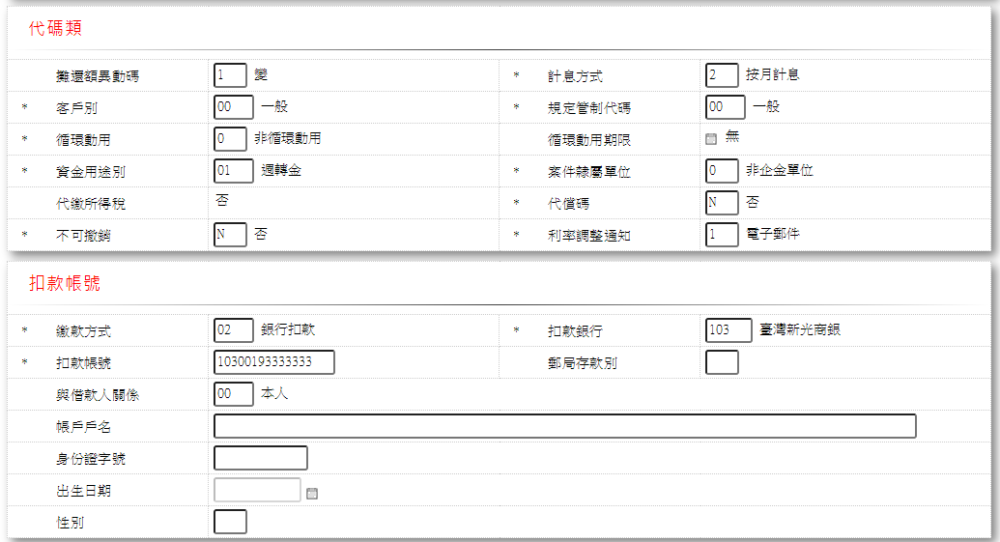 代碼類
攤還額異動碼 1 變 * 計息方式 2 按月計息
* 客戶別 00 一般 * 規定管制代碼 00 一般
* 循環動用 0 非循環動用 循環動用期限 無
* 資金用途別 01 週轉金 * 案件隸屬單位 0 非企金單位
代繳所得稅 否 * 代償碼 N 否
* 不可撤銷 N 否 * 利率調整通知 1 電子郵件
扣款帳號
* 繳款方式 02 銀行扣款 * 扣款銀行 103 臺灣新光商銀
* 扣款帳號 10300193333333 郵局存款別
與借款人關係 00 本人
帳戶戶名
身份證字號
出生日期
性別